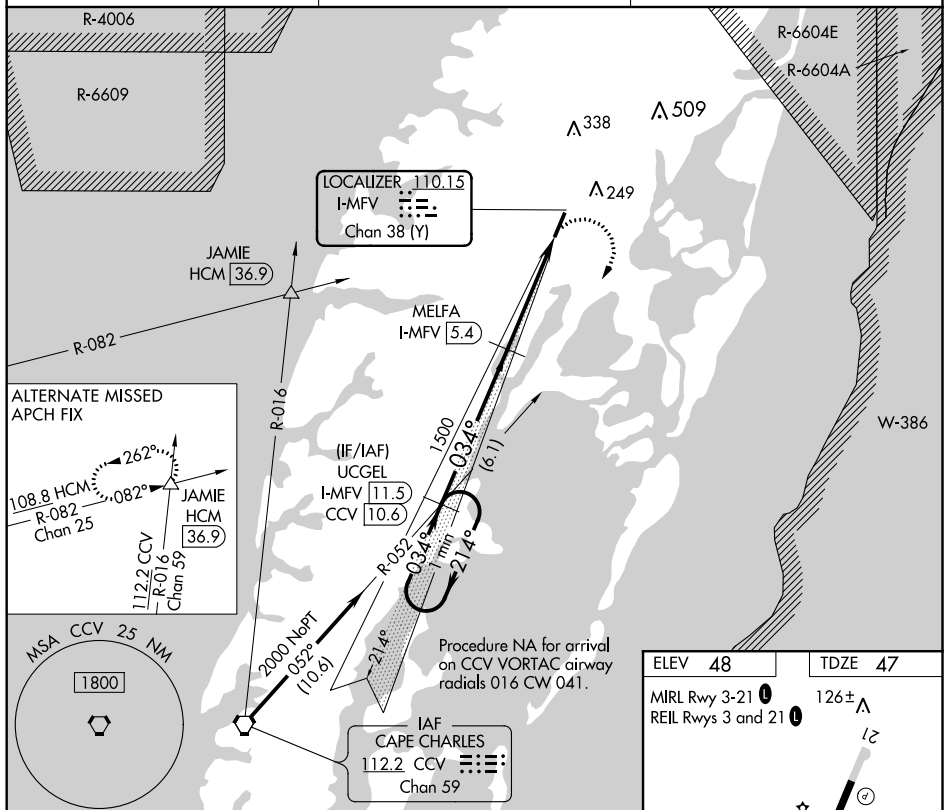 R-4006
R-6609
R-6604E
R-6604A
338
509
249
LOCALIZER 110.15
I-MFV
Chan 38 (Y)
JAMIE
HCM 36.9
R-082
R-016
MELFA
I-MFV 5.4
W-386
ALTERNATE MISSED
APCH FIX
262°
082°
108.8 HCM
R-082
Chan 25
JAMIE
HCM
36.9
112.2 CCV
R-016
Chan 59
1500
034°
(6.1)
(IF/IAF)
UCGEL
I-MFV 11.5
CCV 10.6
R-052
034°
1 min
214°
214°
2000 NoPT
052°
(10.6)
MSA CCV 25 NM
1800
Procedure NA for arrival
on CCV VORTAC airway
radials 016 CW 041.
IAF
CAPE CHARLES
112.2 CCV
Chan 59
ELEV 48
TDZE 47
MIRL Rwy 3-21 L
REIL Rwys 3 and 21 L
126±
21
P